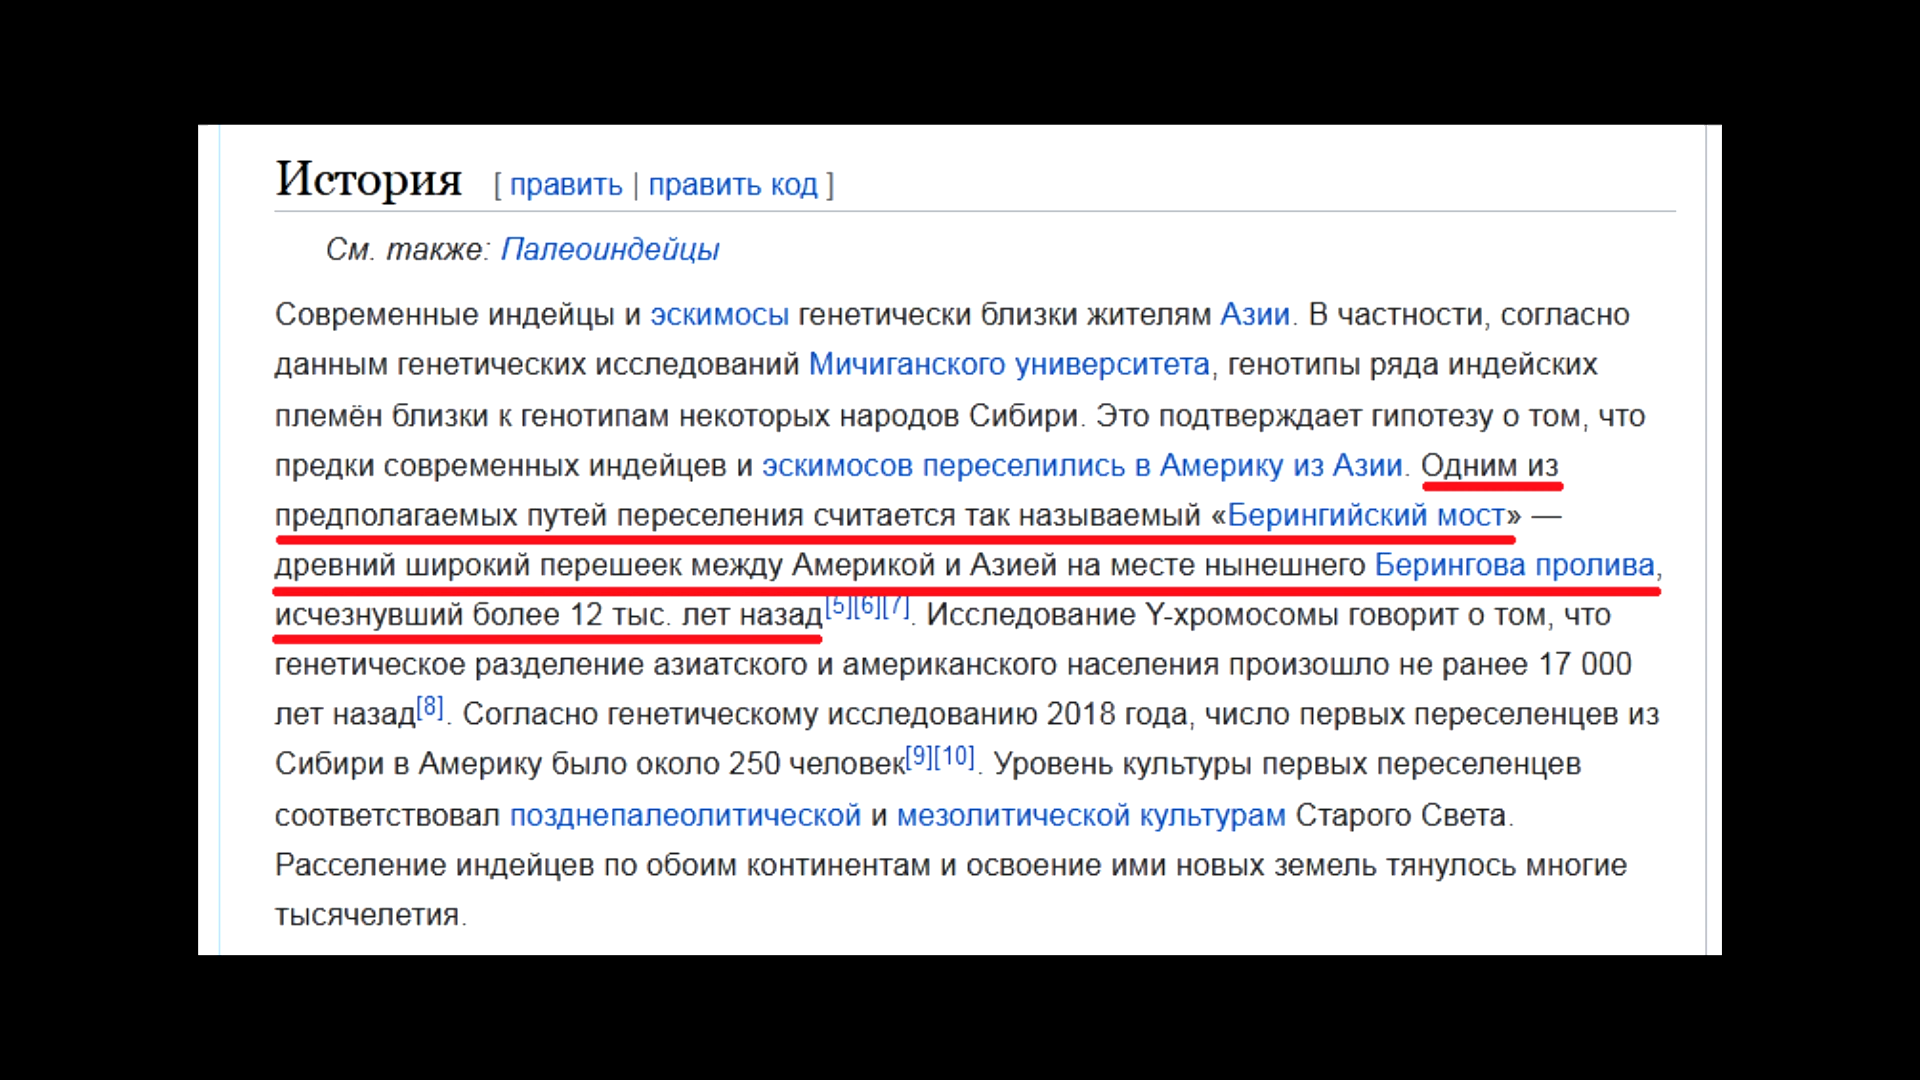 История [ править | править код ]
См. также: Палеоиндейцы
Современные индейцы и эскимосы генетически близки жителям Азии. В частности, согласно
данным генетических исследований Мичиганского университета, генотипы ряда индейских
племён близки к генотипам некоторых народов Сибири. Это подтверждает гипотезу о том, что
предки современных индейцев и эскимосов переселились в Америку из Азии. Одним из
предполагаемых путей переселения считается так называемый «Берингийский мост» —
древний широкий перешеек между Америкой и Азией на месте нынешнего Берингова пролива,
исчезнувший более 12 тыс. лет назад[5][6][7]. Исследование Y-хромосомы говорит о том, что
генетическое разделение азиатского и американского населения произошло не ранее 17 000
лет назад[8]. Согласно генетическому исследованию 2018 года, число первых переселенцев из
Сибири в Америку было около 250 человек[9][10]. Уровень культуры первых переселенцев
соответствовал позднепалеолитической и мезолитической культурам Старого Света.
Расселение индейцев по обоим континентам и освоение ими новых земель тянулось многие
тысячелетия.